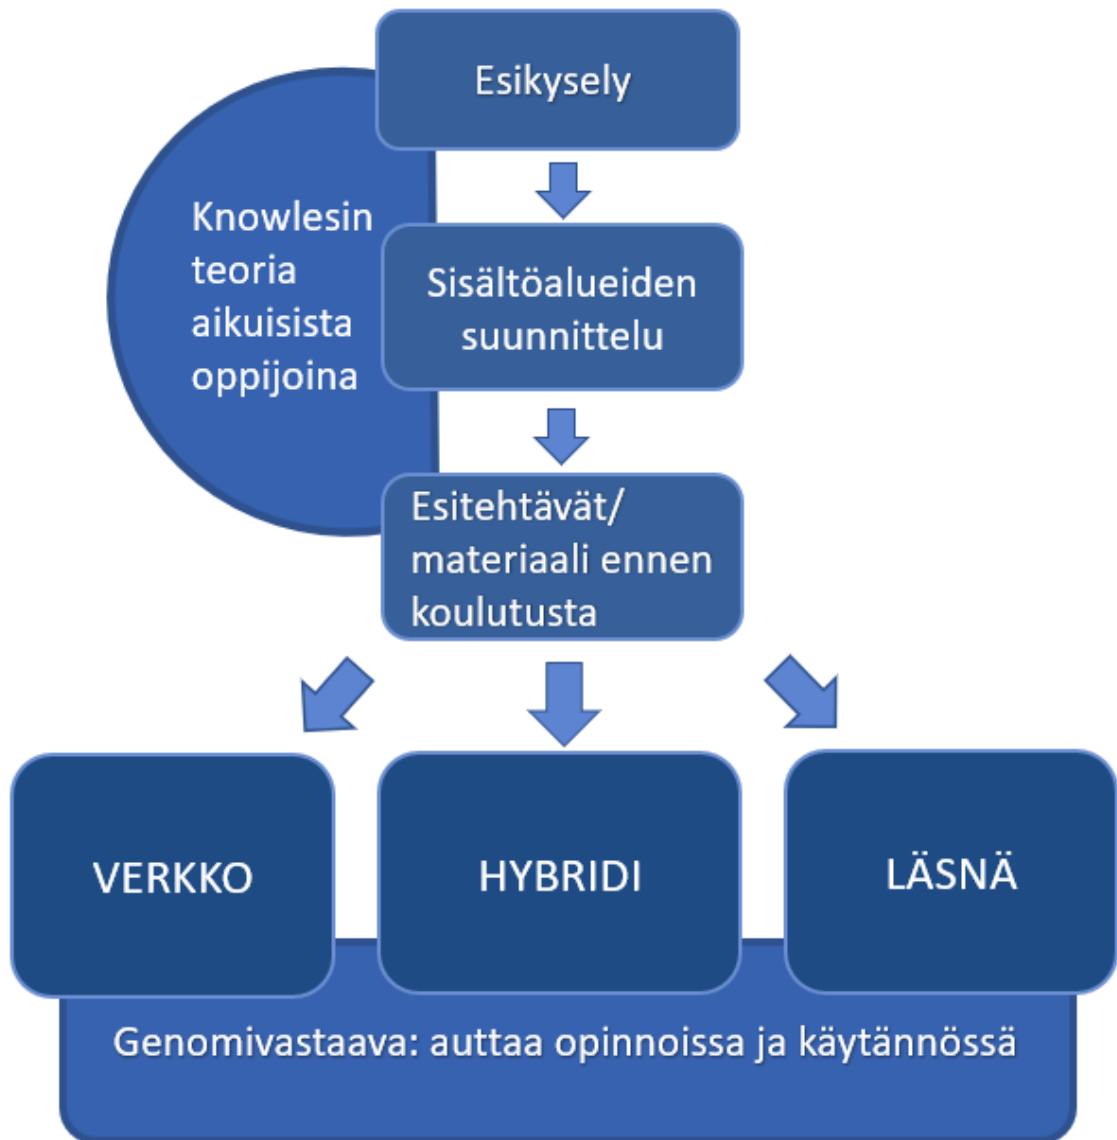 Esikysely
Knowlesin
teoria
aikuisista
oppijoina
Sisältöalueiden
suunnittelu
Esitehtävät/
materiaali ennen
koulutusta
VERKKO
HYBRIDI
LÄSNÄ
Genomivastaava: auttaa opinnoissa ja käytännössä